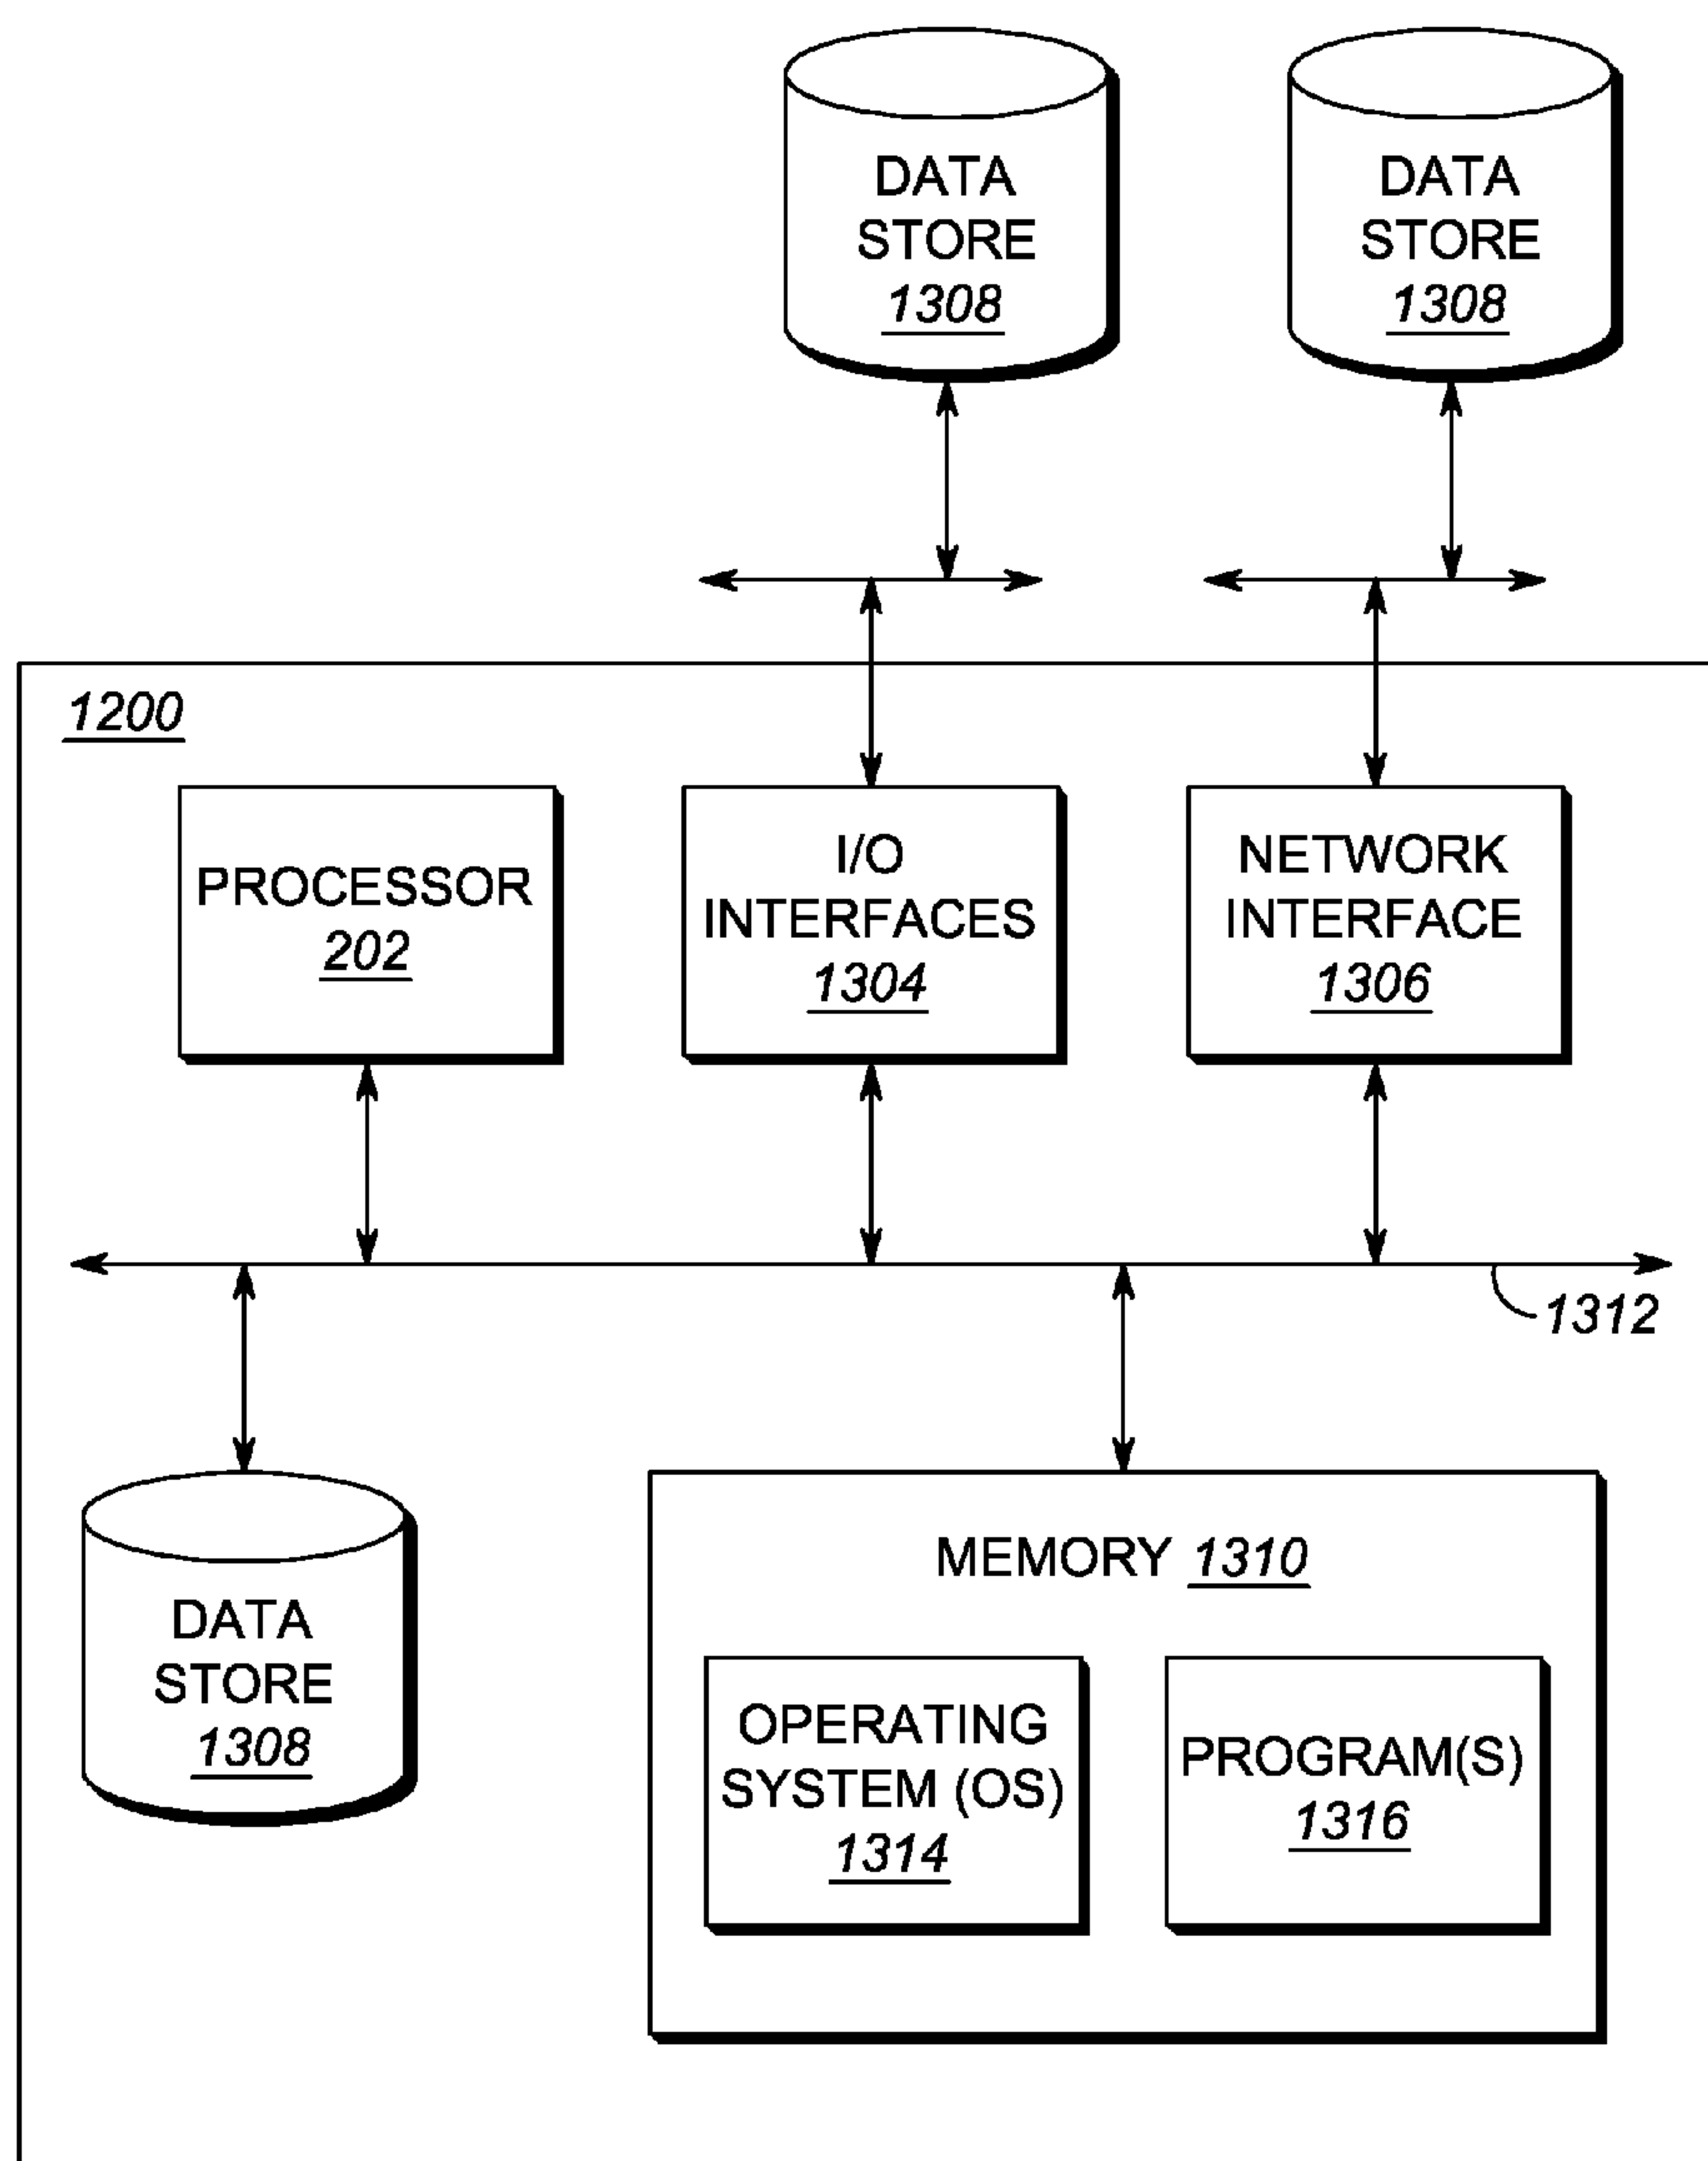 DATA
STORE
1308
DATA
STORE
1308
1200
PROCESSOR
202
I/O
INTERFACES
1304
NETWORK
INTERFACE
1306
1312
DATA
STORE
1308
MEMORY 1310
OPERATING
SYSTEM (OS)
1314
PROGRAM(S)
1316